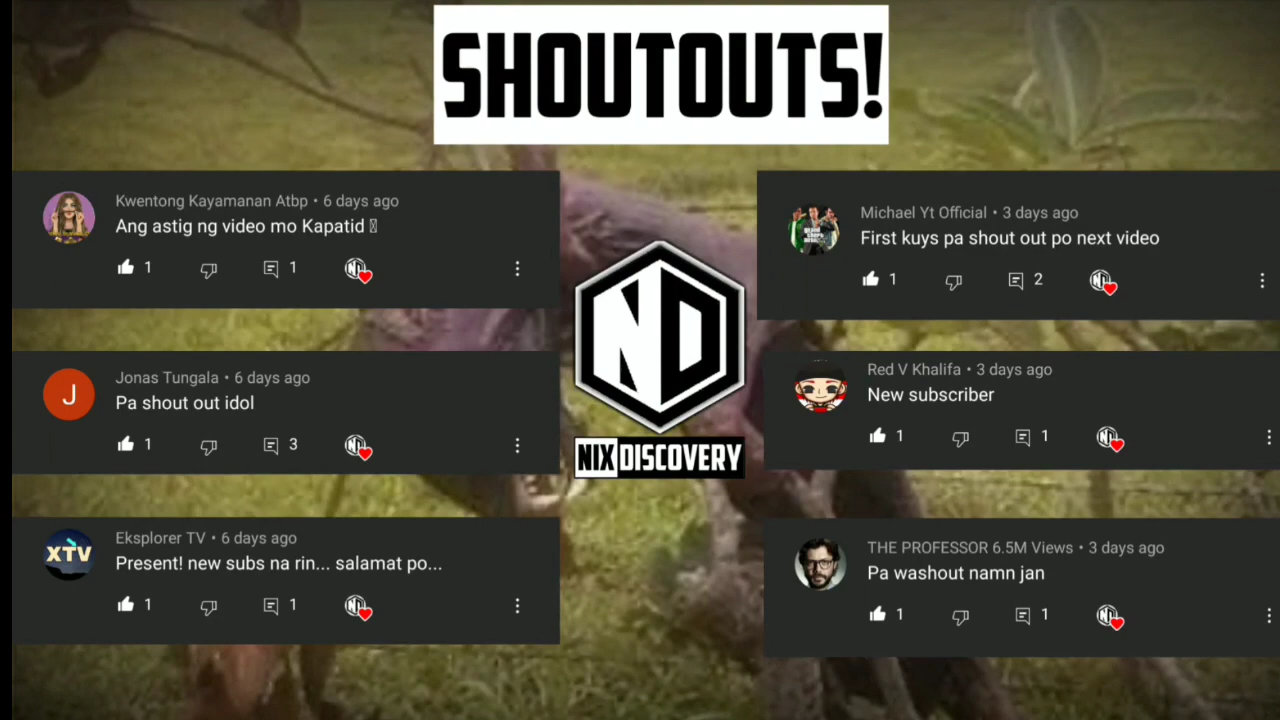 SHOUTOUTS!
Kwentong Kayamanan Atbp • 6 days ago
Ang astig ng video mo Kapatid
1
1
Jonas Tungala • 6 days ago
J
Pa shout out idol
1
3
Eksplorer TV • 6 days ago
XTV
Present! new subs na rin... salamat po...
1
1
ND
NIX DISCOVERY
Michael Yt Official • 3 days ago
First kuys pa shout out po next video
1
2
Red V Khalifa • 3 days ago
New subscriber
1
1
THE PROFESSOR 6.5M Views • 3 days ago
Pa washout namn jan
1
1